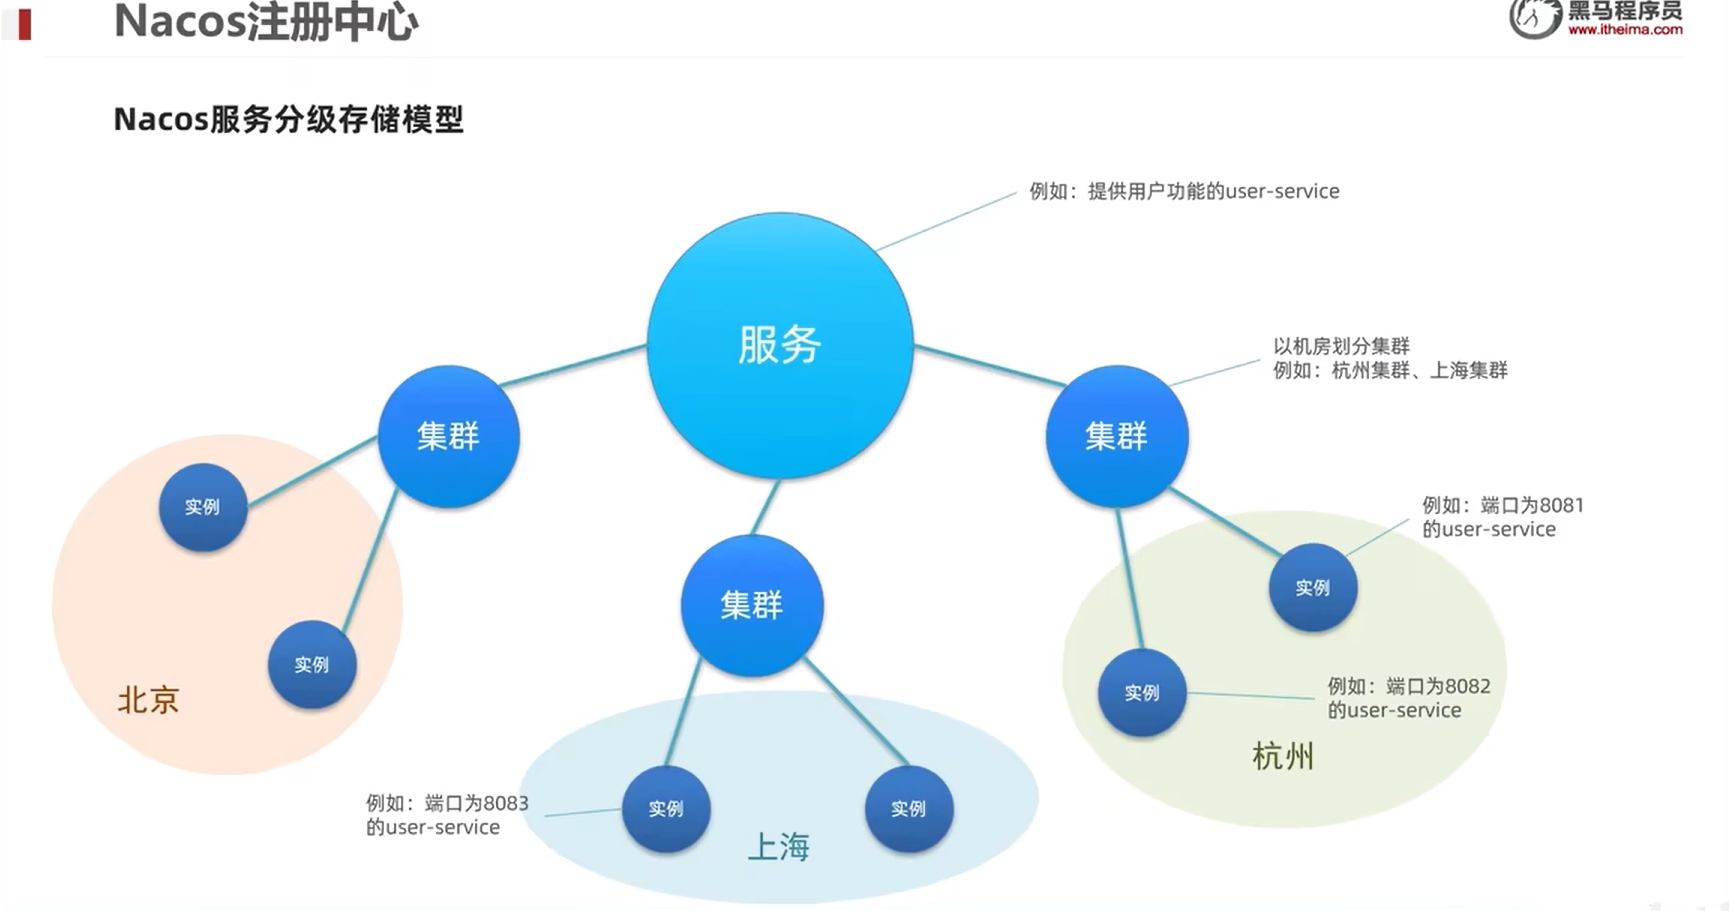 Nacos注册中心
黑马程序员
www.itheima.com
Nacos服务分级存储模型
例如：提供用户功能的user-service
服务
以机房划分集群
例如：杭州集群、上海集群
集群
集群
例如：端口为8081
的user-service
实例
实例
集群
实例
实例
例如：端口为8082
的user-service
实例
北京
杭州
例如：端口为8083
的user-service
实例
上海